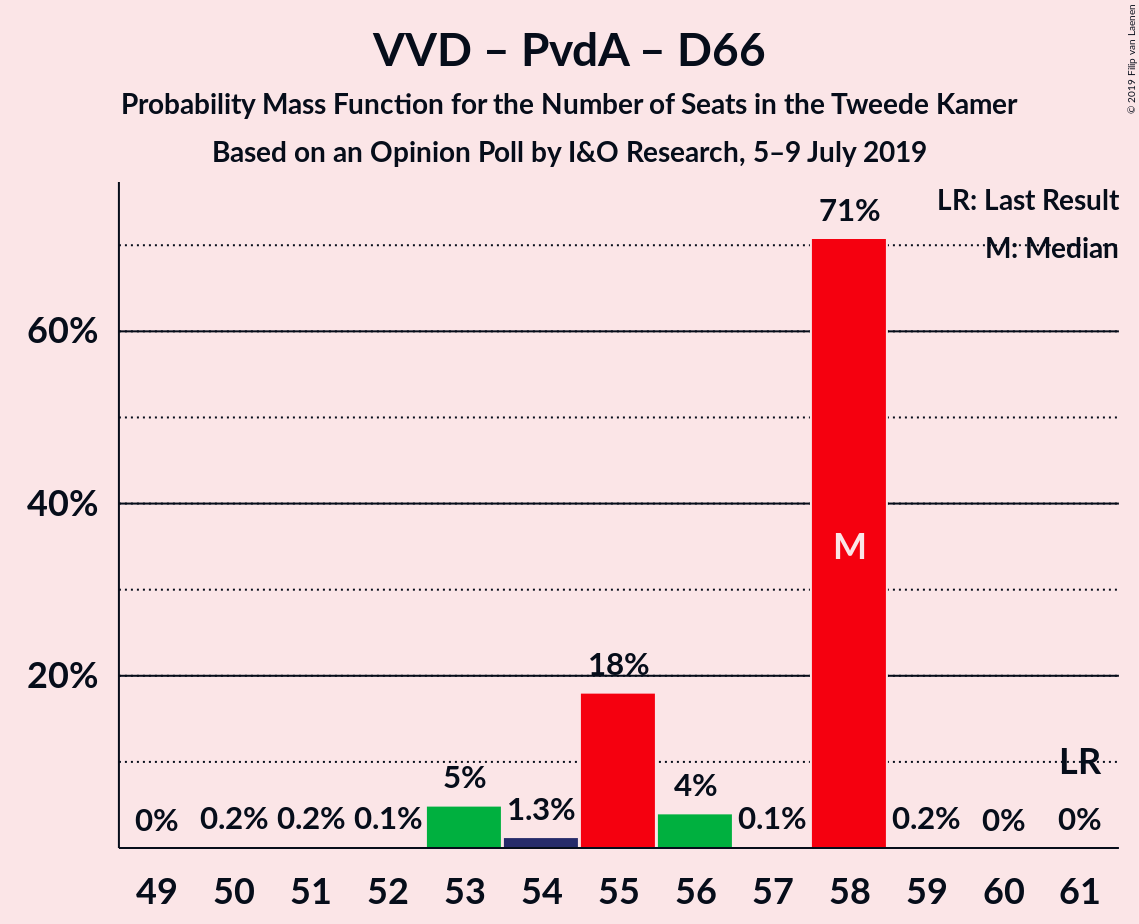 VVD – PvdA – D66
Probability Mass Function for the Number of Seats in the Tweede Kamer
Based on an Opinion Poll by I&O Research, 5–9 July 2019
© 2019 Filip van Laenen
LR: Last Result
M: Median
60%
40%
20%
0% 0.2% 0.2% 0.1% 5% 1.3% 18% 4% 0.1% 71% 0.2% 0% 0%
M
LR
49 50 51 52 53 54 55 56 57 58 59 60 61